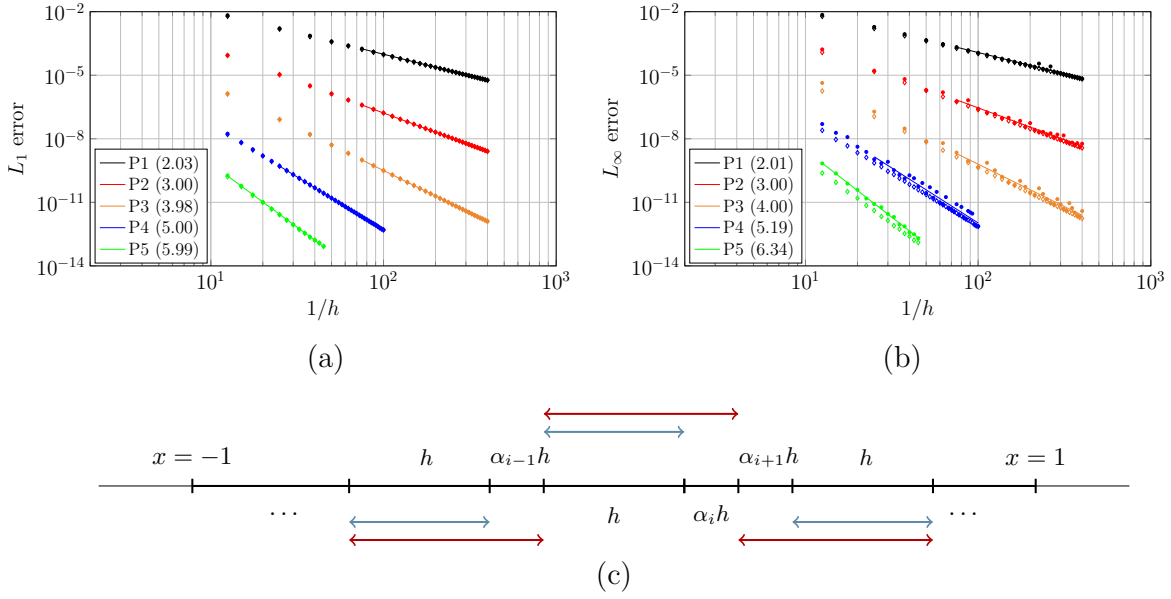 10^{-2}
10^{-5}
10^{-8}
10^{-11}
10^{-14}
L_1 error
P1 (2.03)
P2 (3.00)
P3 (3.98)
P4 (5.00)
P5 (5.99)
10^1
10^2
10^3
1/h
(a)
10^{-2}
10^{-5}
10^{-8}
10^{-11}
10^{-14}
L_∞ error
P1 (2.01)
P2 (3.00)
P3 (4.00)
P4 (5.19)
P5 (6.34)
10^1
10^2
10^3
1/h
(b)
x = −1 h α_{i−1}h α_{i+1}h h x = 1
··· h α_i h ···
(c)